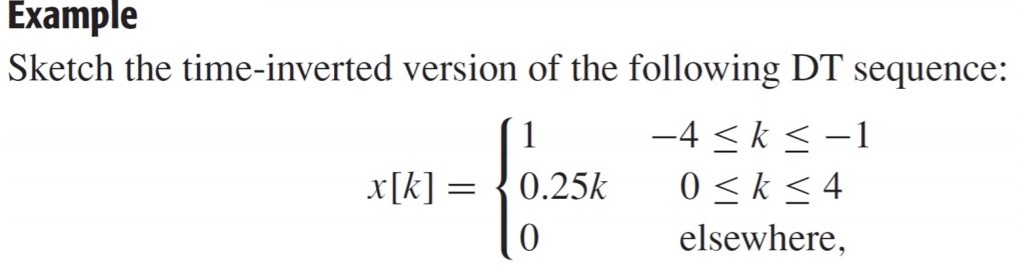 Example
Sketch the time-inverted version of the following DT sequence:
1 −4 ≤ k ≤ −1
x[k] = { 0.25k 0 ≤ k ≤ 4
0 elsewhere,